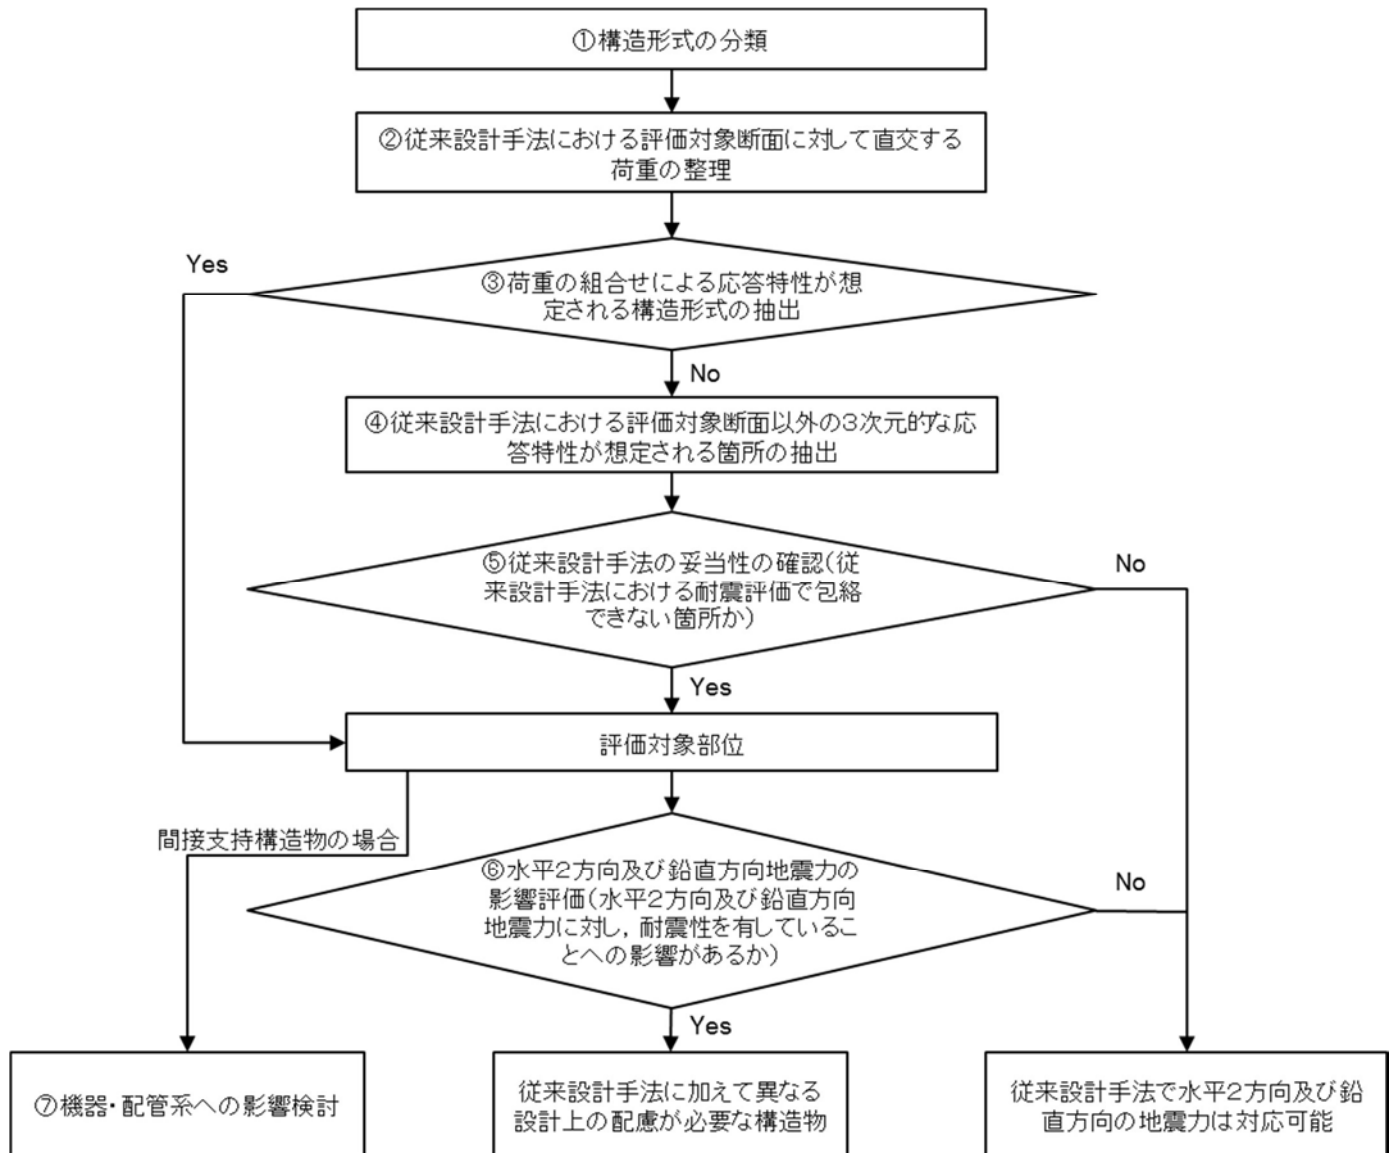 ①構造形式の分類
②従来設計手法における評価対象断面に対して直交する
荷重の整理
Yes
③荷重の組合せによる応答特性が想
定される構造形式の抽出
No
④従来設計手法における評価対象断面以外の3次元的な応
答特性が想定される箇所の抽出
⑤従来設計手法の妥当性の確認(従
来設計手法における耐震評価で包絡
できない箇所か)
No
Yes
評価対象部位
間接支持構造物の場合
⑥水平2方向及び鉛直方向地震力の
影響評価(水平2方向及び鉛直方向
地震力に対し,耐震性を有しているこ
とへの影響があるか)
No
Yes
⑦機器・配管系への影響検討
従来設計手法に加えて異なる
設計上の配慮が必要な構造物
従来設計手法で水平2方向及び鉛
直方向の地震力は対応可能